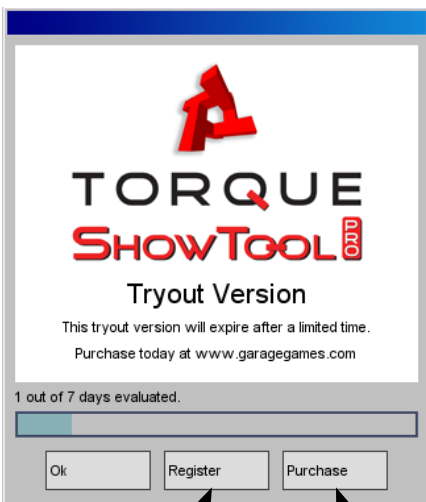 TORQUE
SHOWTOOL PRO
Tryout Version
This tryout version will expire after a limited time.
Purchase today at www.garagegames.com
1 out of 7 days evaluated.
Ok Register Purchase